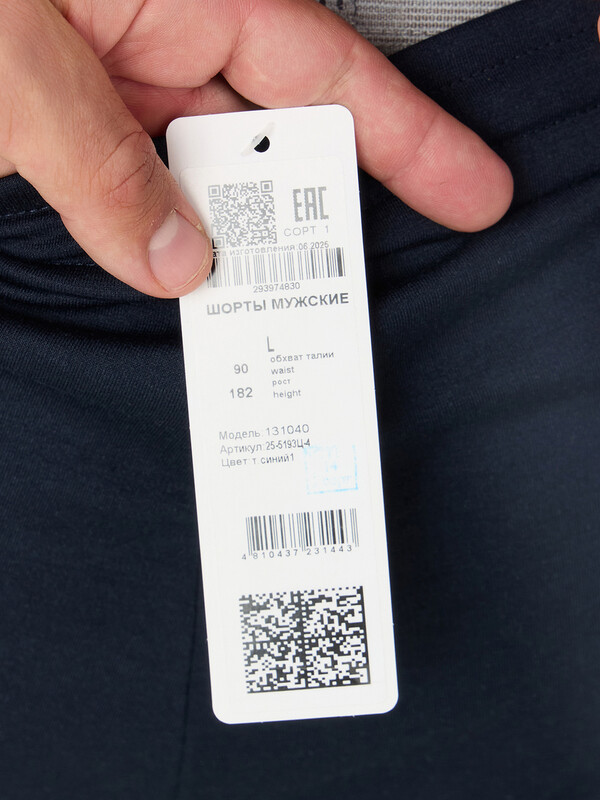 ЕАС
СОРТ 1
изготовления:06.2025
293974830
ШОРТЫ МУЖСКИЕ
L
обхват талии
90 waist
рост
182 height
Модель: 131040
Артикул: 25-5193Ц-4
Цвет т.синий1
4 810437 231443